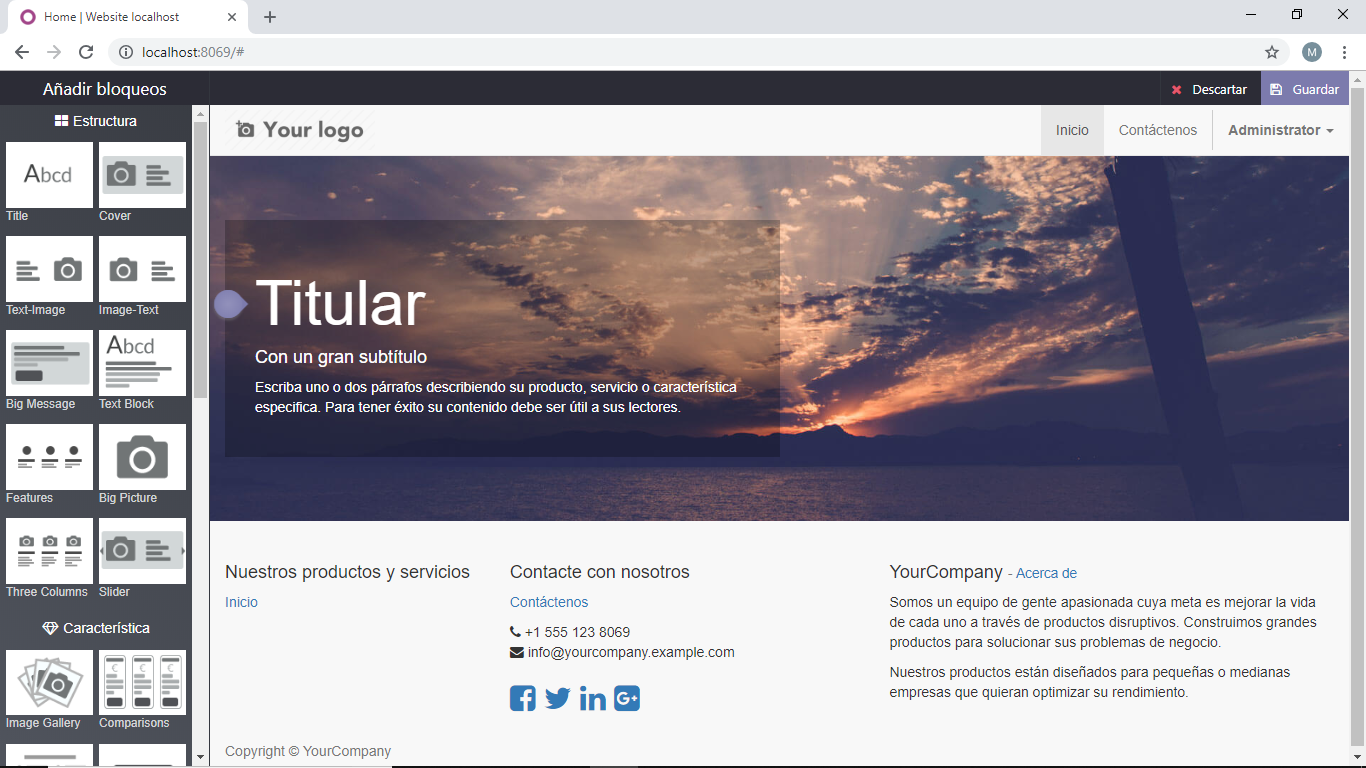 Home | Website localhost
localhost:8069/#
M
Añadir bloqueos
Descartar
Guardar
Estructura
Your logo
Inicio
Contáctenos
Administrator
Abcd
Title
Cover
Text-Image
Image-Text
Abcd
Big Message
Text Block
Features
Big Picture
Three Columns
Slider
Característica
C C C
Image Gallery
Comparisons
Titular
Con un gran subtítulo
Escriba uno o dos párrafos describiendo su producto, servicio o característica
especifica. Para tener éxito su contenido debe ser útil a sus lectores.
Nuestros productos y servicios
Inicio
Contacte con nosotros
Contáctenos
+1 555 123 8069
info@yourcompany.example.com
YourCompany - Acerca de
Somos un equipo de gente apasionada cuya meta es mejorar la vida
de cada uno a través de productos disruptivos. Construimos grandes
productos para solucionar sus problemas de negocio.
Nuestros productos están diseñados para pequeñas o medianas
empresas que quieran optimizar su rendimiento.
Copyright © YourCompany